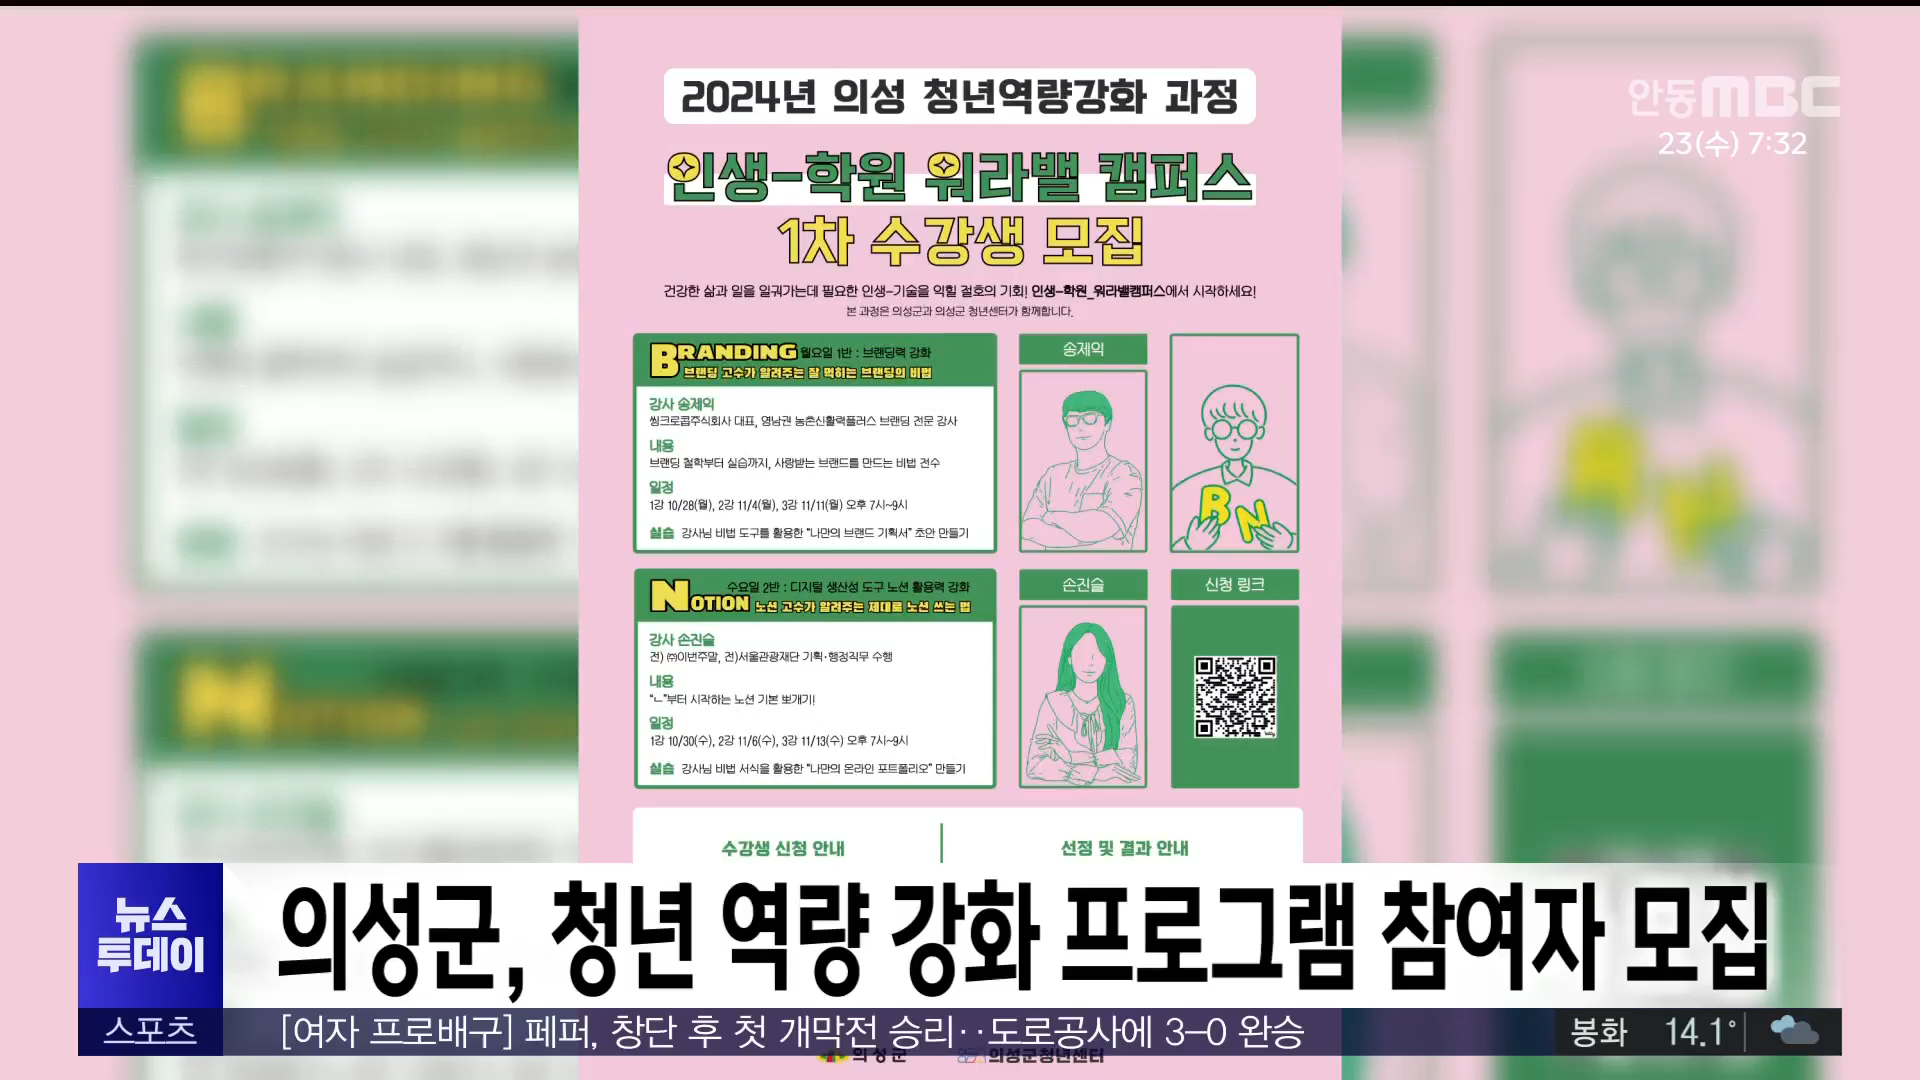 안동MBC
23(수) 7:32
2024년 의성 청년역량강화 과정
인생-학원 워라밸 캠퍼스
1차 수강생 모집
건강한 삶과 일을 일궈가는데 필요한 인생-기술을 익힐 절호의 기회! 인생-학원_워라밸캠퍼스에서 시작하세요!
본 과정은 의성군과 의성군 청년센터가 함께합니다.
BRANDING 월요일 1반 : 브랜딩력 강화
브랜딩 고수가 알려주는 잘 먹히는 브랜딩의 비법
강사 송제익
씽크로콥주식회사 대표, 영남권 농촌신활력플러스 브랜딩 전문 강사
내용
브랜딩 철학부터 실습까지, 사랑받는 브랜드를 만드는 비법 전수
일정
1강 10/28(월), 2강 11/4(월), 3강 11/11(월) 오후 7시~9시
실습 강사님 비법 도구를 활용한 “나만의 브랜드 기획서” 초안 만들기
송제익
B N
NOTION 수요일 2반 : 디지털 생산성 도구 노션 활용력 강화
노션 고수가 알려주는 제대로 노션 쓰는 법
강사 손진슬
전) ㈜이번주말, 전)서울관광재단 기획·행정직무 수행
내용
“ㄴ”부터 시작하는 노션 기본 뽀개기!
일정
1강 10/30(수), 2강 11/6(수), 3강 11/13(수) 오후 7시~9시
실습 강사님 비법 서식을 활용한 “나만의 온라인 포트폴리오” 만들기
손진슬
신청 링크
수강생 신청 안내
선정 및 결과 안내
뉴스
투데이
의성군, 청년 역량 강화 프로그램 참여자 모집
스포츠
[여자 프로배구] 페퍼, 창단 후 첫 개막전 승리··도로공사에 3-0 완승
봉화 14.1°
의성군
의성군청년센터